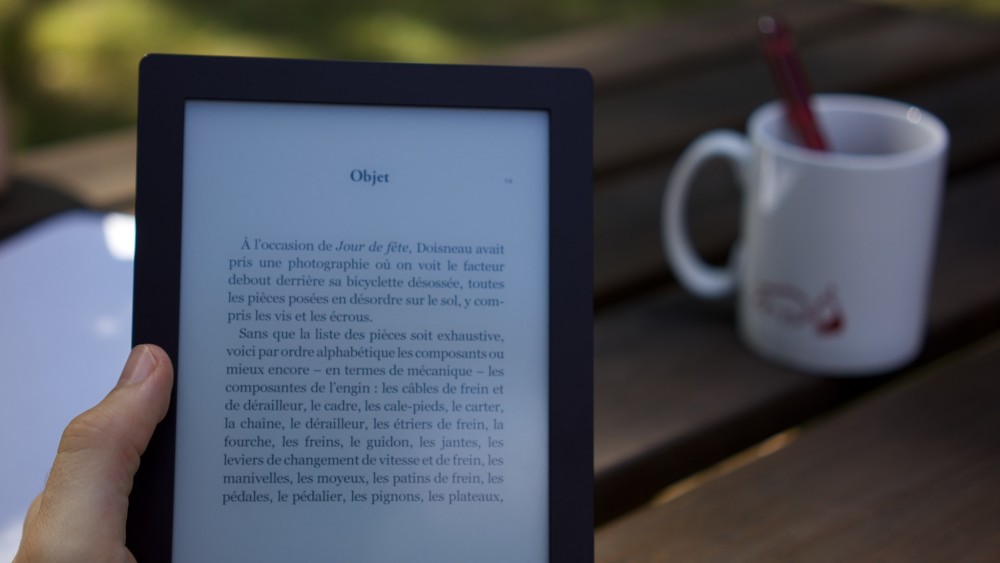 Objet
À l'occasion de Jour de fête, Doisneau avait
pris une photographie où on voit le facteur
debout derrière sa bicyclette désossée, toutes
les pièces posées en désordre sur le sol, y com-
pris les vis et les écrous.
Sans que la liste des pièces soit exhaustive,
voici par ordre alphabétique les composants ou
mieux encore – en termes de mécanique – les
composantes de l'engin : les câbles de frein et
de dérailleur, le cadre, les cale-pieds, le carter,
la chaîne, le dérailleur, les étriers de frein, la
fourche, les freins, le guidon, les jantes, les
leviers de changement de vitesse et de frein, les
manivelles, les moyeux, les patins de frein, les
pédales, le pédalier, les pignons, les plateaux,